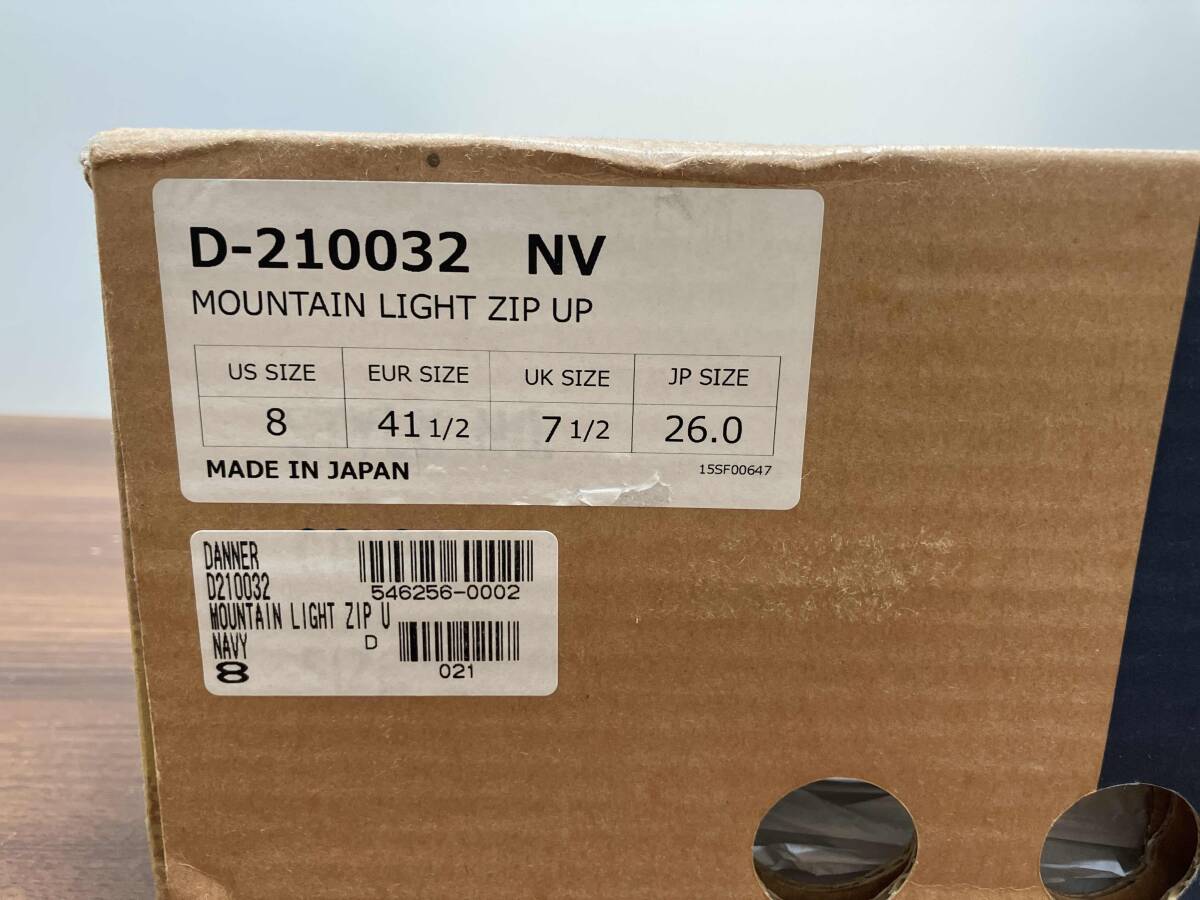 D-210032 NV
MOUNTAIN LIGHT ZIP UP
US SIZE EUR SIZE UK SIZE JP SIZE
8 41 1/2 7 1/2 26.0
MADE IN JAPAN 15SF00647
DANNER
D210032 546256-0002
MOUNTAIN LIGHT ZIP U
NAVY D
8 021